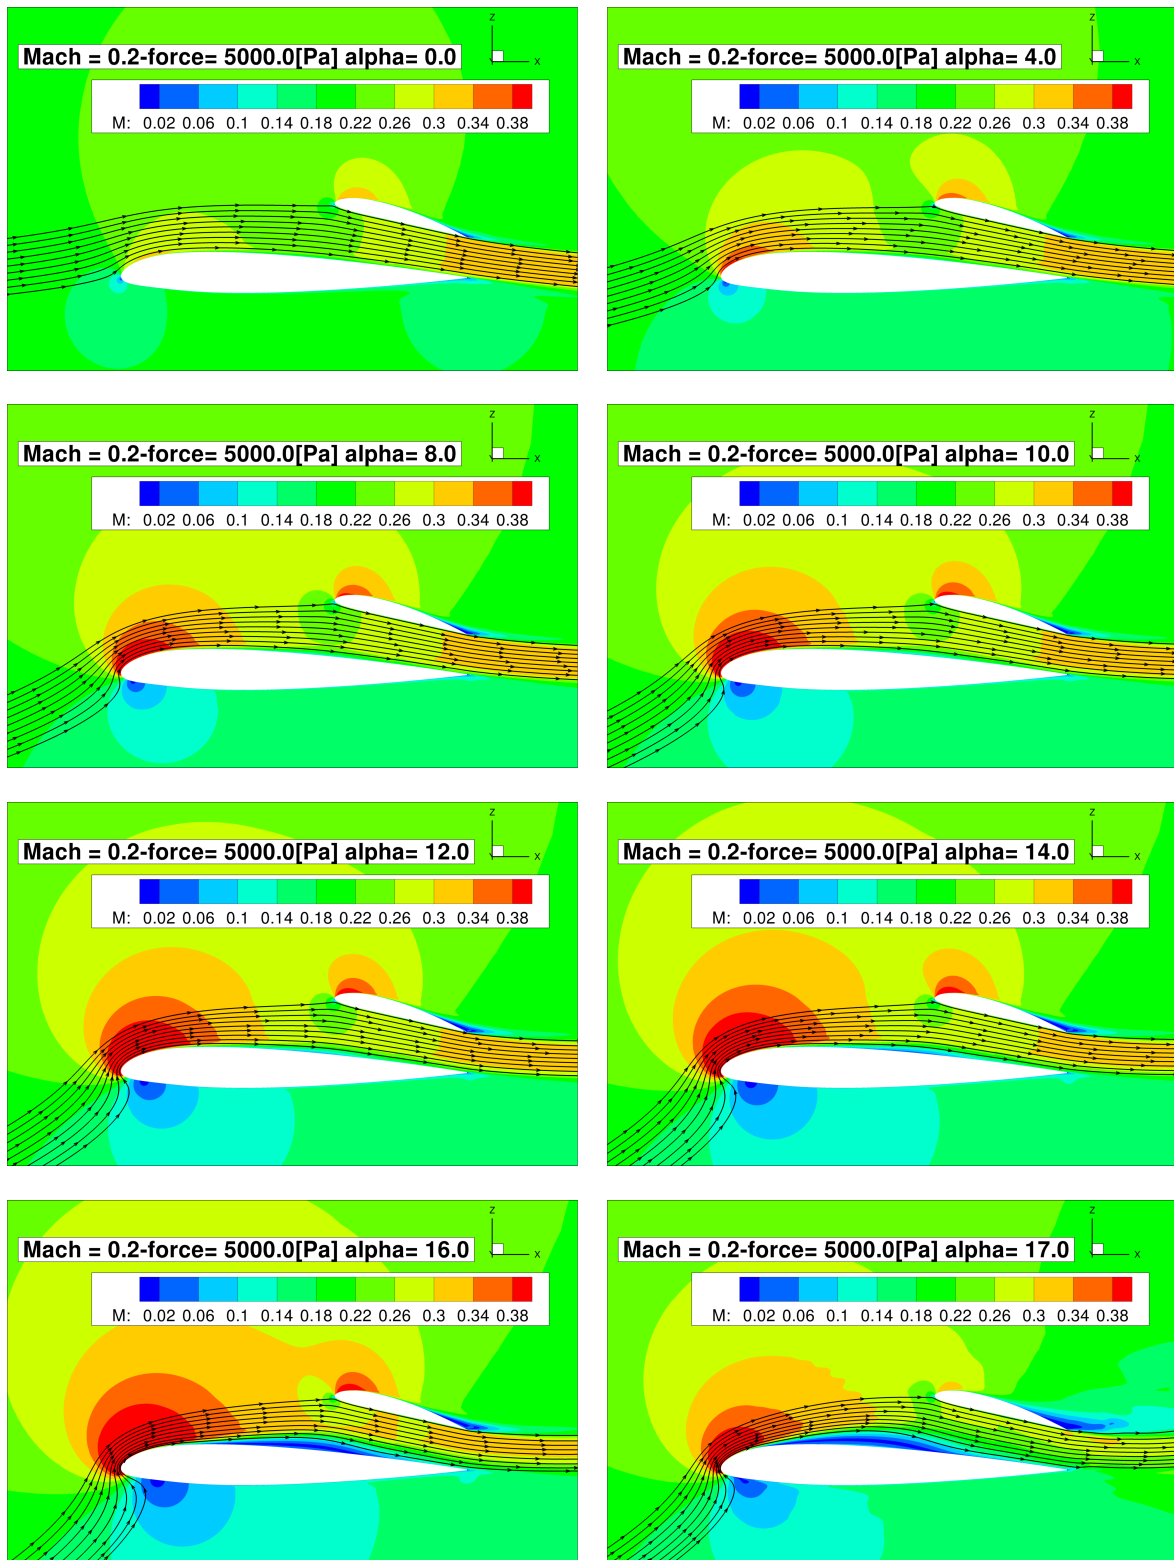 Z
Mach = 0.2-force= 5000.0[Pa] alpha= 0.0
Y X
M: 0.02 0.06 0.1 0.14 0.18 0.22 0.26 0.3 0.34 0.38
Z
Mach = 0.2-force= 5000.0[Pa] alpha= 4.0
Y X
M: 0.02 0.06 0.1 0.14 0.18 0.22 0.26 0.3 0.34 0.38
Z
Mach = 0.2-force= 5000.0[Pa] alpha= 8.0
Y X
M: 0.02 0.06 0.1 0.14 0.18 0.22 0.26 0.3 0.34 0.38
Z
Mach = 0.2-force= 5000.0[Pa] alpha= 10.0
Y X
M: 0.02 0.06 0.1 0.14 0.18 0.22 0.26 0.3 0.34 0.38
Z
Mach = 0.2-force= 5000.0[Pa] alpha= 12.0
Y X
M: 0.02 0.06 0.1 0.14 0.18 0.22 0.26 0.3 0.34 0.38
Z
Mach = 0.2-force= 5000.0[Pa] alpha= 14.0
Y X
M: 0.02 0.06 0.1 0.14 0.18 0.22 0.26 0.3 0.34 0.38
Z
Mach = 0.2-force= 5000.0[Pa] alpha= 16.0
Y X
M: 0.02 0.06 0.1 0.14 0.18 0.22 0.26 0.3 0.34 0.38
Z
Mach = 0.2-force= 5000.0[Pa] alpha= 17.0
Y X
M: 0.02 0.06 0.1 0.14 0.18 0.22 0.26 0.3 0.34 0.38